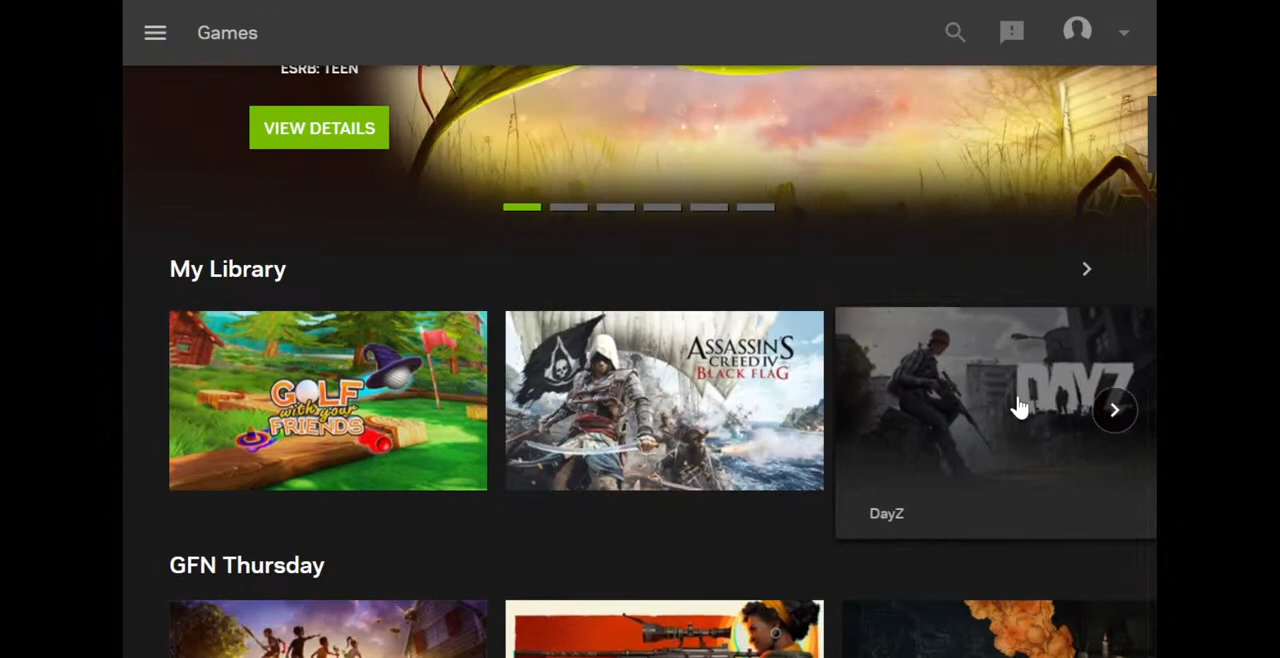 Games
ESRB: TEEN
VIEW DETAILS
My Library
GOLF
with your
FRIENDS
ASSASSIN'S
CREED IV
BLACK FLAG
DAYZ
DayZ
GFN Thursday